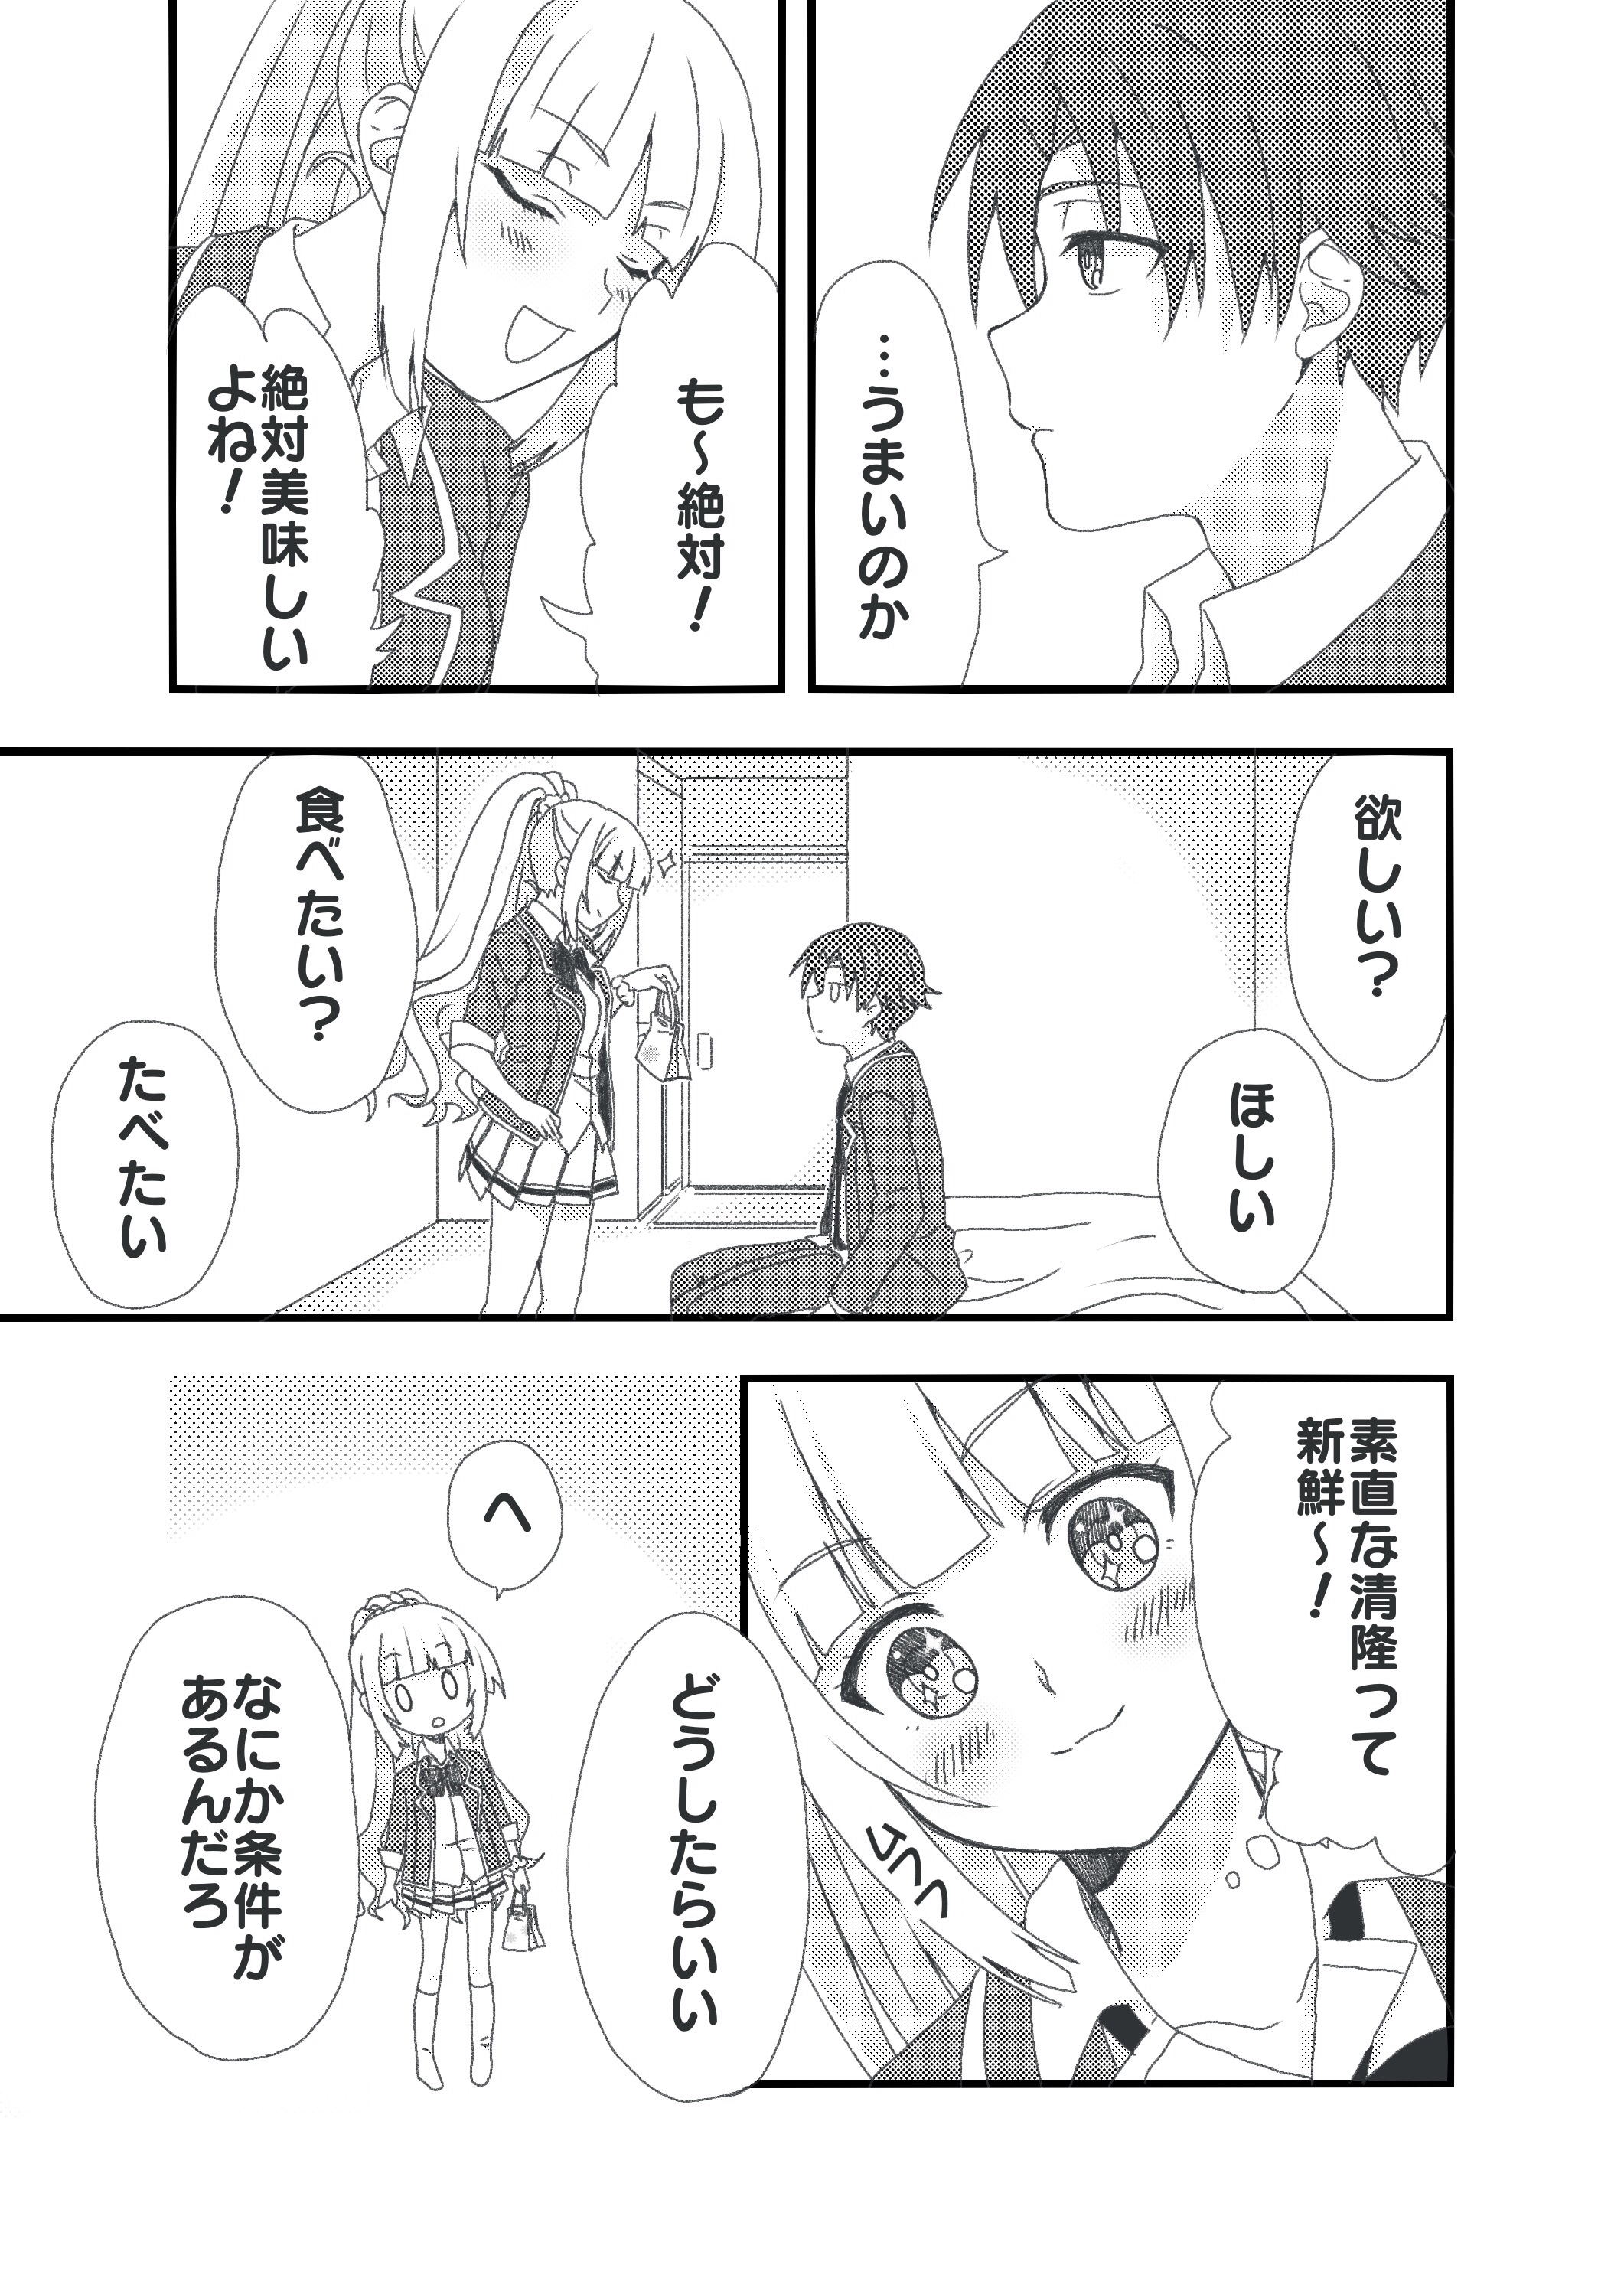 …うまいのか
も～絶対！
絶対美味しい
よね！
欲しい？
ほしい
食べたい？
たべたい
素直な清隆って
新鮮～！
ムフフ
どうしたらいい
へ
なにか条件が
あるんだろ